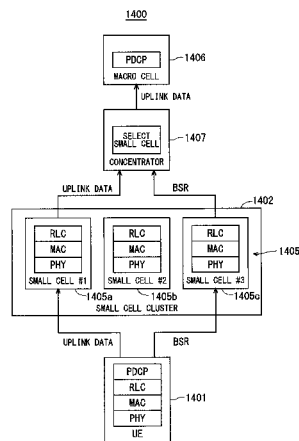 1400
PDCP
MACRO CELL
1406
UPLINK DATA
SELECT
SMALL CELL
CONCENTRATOR
1407
UPLINK DATA
BSR
1402
RLC
MAC
PHY
SMALL CELL #1
RLC
MAC
PHY
SMALL CELL #2
RLC
MAC
PHY
SMALL CELL #3
1405
1405a
1405b
1405c
SMALL CELL CLUSTER
UPLINK DATA
BSR
PDCP
RLC
MAC
PHY
UE
1401